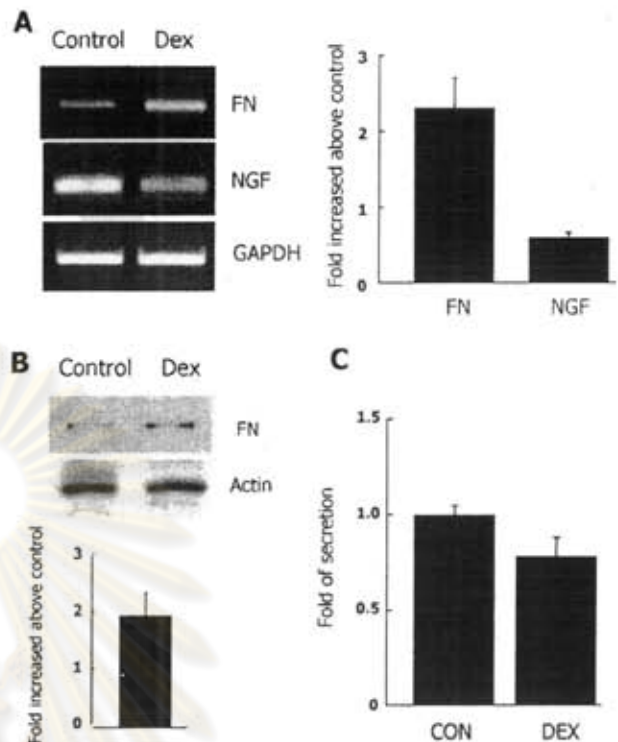 A
Control Dex
FN
NGF
GAPDH
Fold increased above control
3
2
1
0
FN NGF
B
Control Dex
FN
Actin
Fold increased above control
3
2
1
0
C
Fold of secretion
1.5
1.0
0.5
0
CON DEX